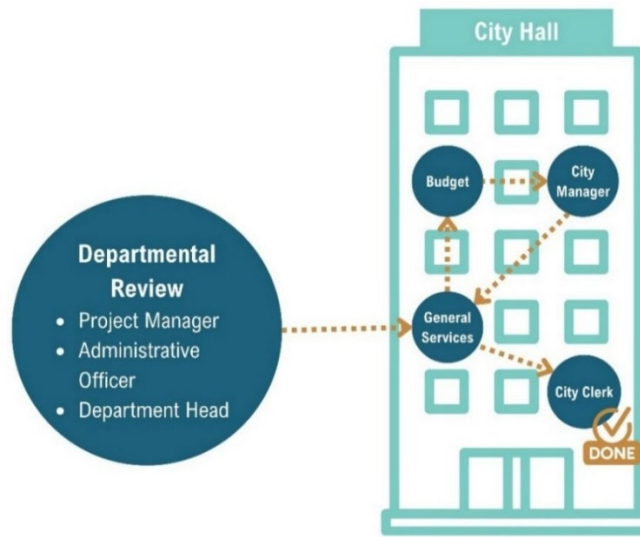 City Hall
Budget
City
Manager
Departmental
Review
• Project Manager
• Administrative
Officer
• Department Head
General
Services
City Clerk
DONE